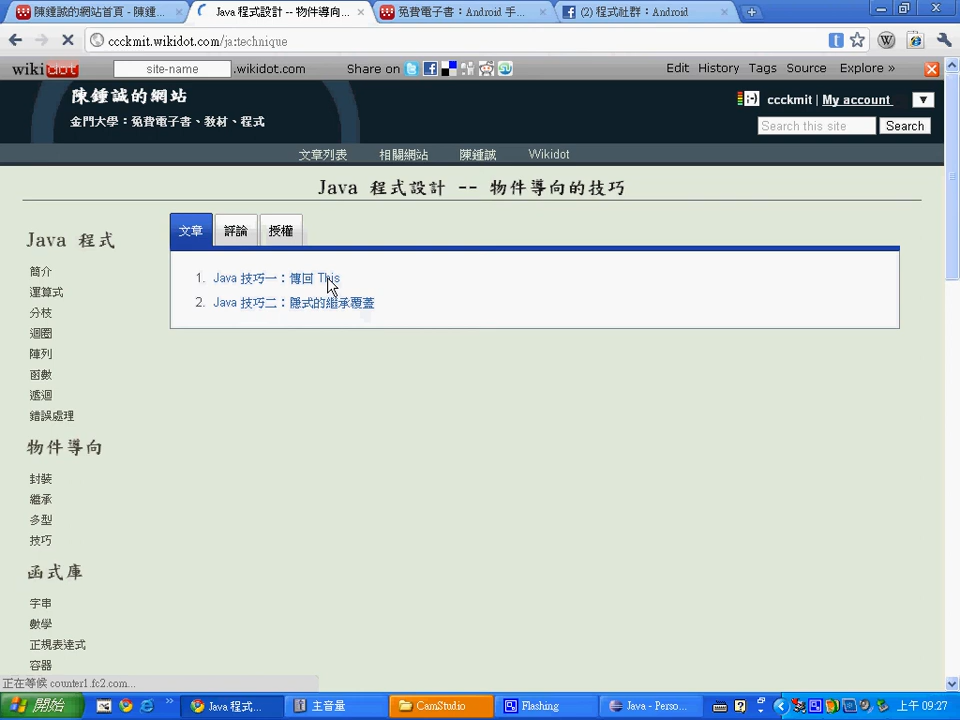 陳鍾誠的網站首頁 - 陳鍾...
Java 程式設計 -- 物件導向...
免費電子書：Android 手...
(2) 程式社群：Android
ccckmit.wikidot.com/ja:technique
wikidot site-name .wikidot.com Share on Edit History Tags Source Explore »
陳鍾誠的網站
金門大學：免費電子書、教材、程式
ccckmit | My account
Search this site Search
文章列表 相關網站 陳鍾誠 Wikidot
Java 程式設計 -- 物件導向的技巧
文章 評論 授權
1. Java 技巧一：傳回 This
2. Java 技巧二：隱式的繼承覆蓋
Java 程式
簡介
運算式
分枝
迴圈
陣列
函數
遞迴
錯誤處理
物件導向
封裝
繼承
多型
技巧
函式庫
字串
數學
正規表達式
容器
正在等候 counter1.fc2.com...
開始 Java 程式... 主音量 CamStudio Flashing Java - Perso... 上午 09:27